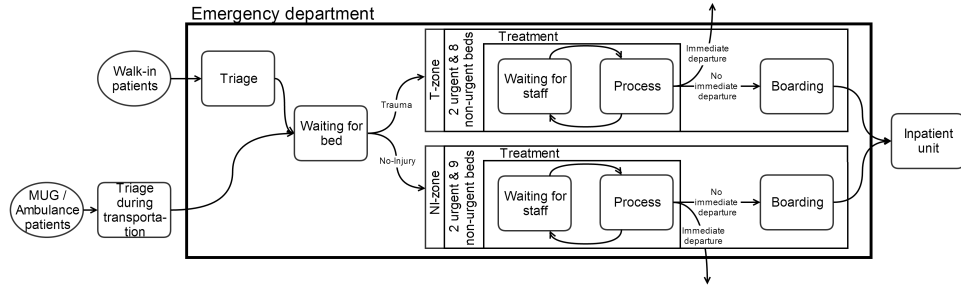 Emergency department
Walk-in
patients
Triage
MUG /
Ambulance
patients
Triage
during
transporta-
tion
Waiting for
bed
Trauma
No-Injury
T-zone
2 urgent & 8
non-urgent beds
Treatment
Waiting for
staff
Process
Immediate
departure
No
immediate
departure
Boarding
NI-zone
2 urgent & 9
non-urgent beds
Treatment
Waiting for
staff
Process
No
immediate
departure
Immediate
departure
Boarding
Inpatient
unit